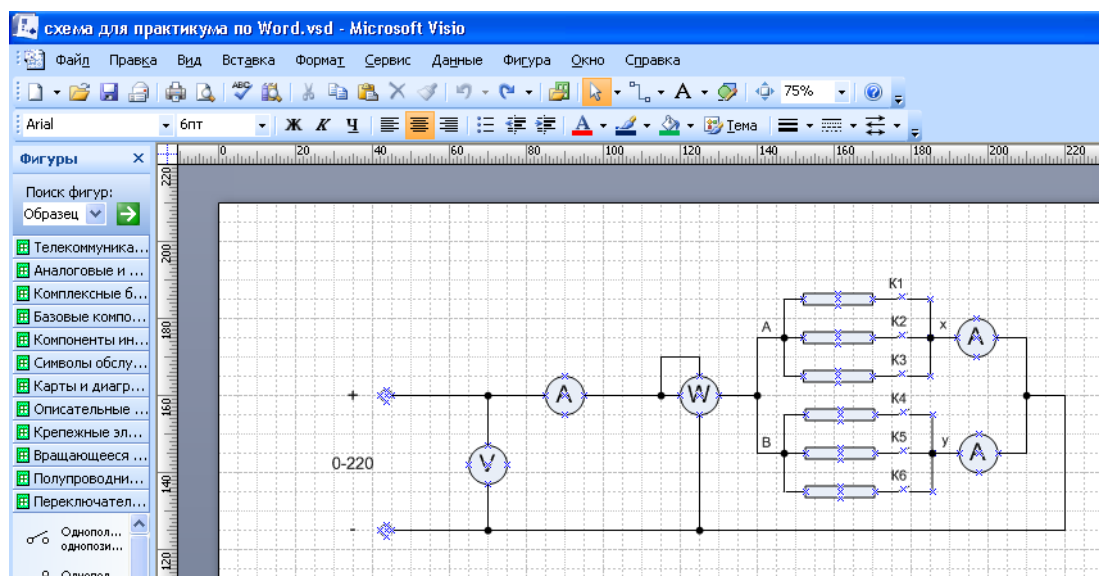 схема для практикума по Word.vsd - Microsoft Visio
Файл Правка Вид Вставка Формат Сервис Данные Фигура Окно Справка
ABC A 75%
Arial 6пт Ж К Ч A Тема
Фигуры × 0 20 40 60 80 100 120 140 160 180 200 220
220
Поиск фигур:
Образец
Телекоммуника...
200
Аналоговые и ...
Комплексные б...
K1
Базовые компо...
180
A K2 x A
Компоненты ин...
Символы обслу...
K3
Карты и диагр...
+ A W
Описательные ...
160
K4
Крепежные эл...
B K5 y A
Вращающееся ...
0-220 V
Полупроводни...
140
K6
Переключател...
-
Однопол...
однопози...
120
Однопол